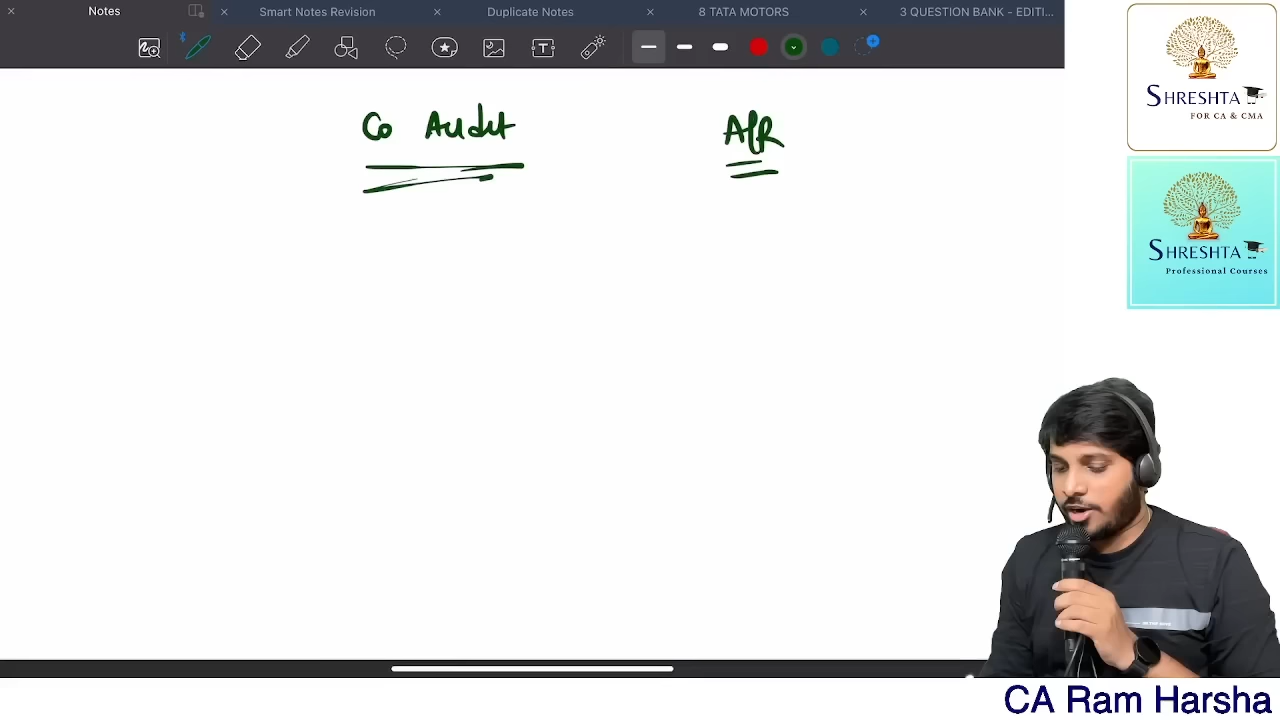 Notes
Smart Notes Revision
Duplicate Notes
8 TATA MOTORS
3 QUESTION BANK - EDITI...
Co Audit
SHRESHTA
FOR CA & CMA
SHRESHTA
Professional Courses
CA Ram Harsha